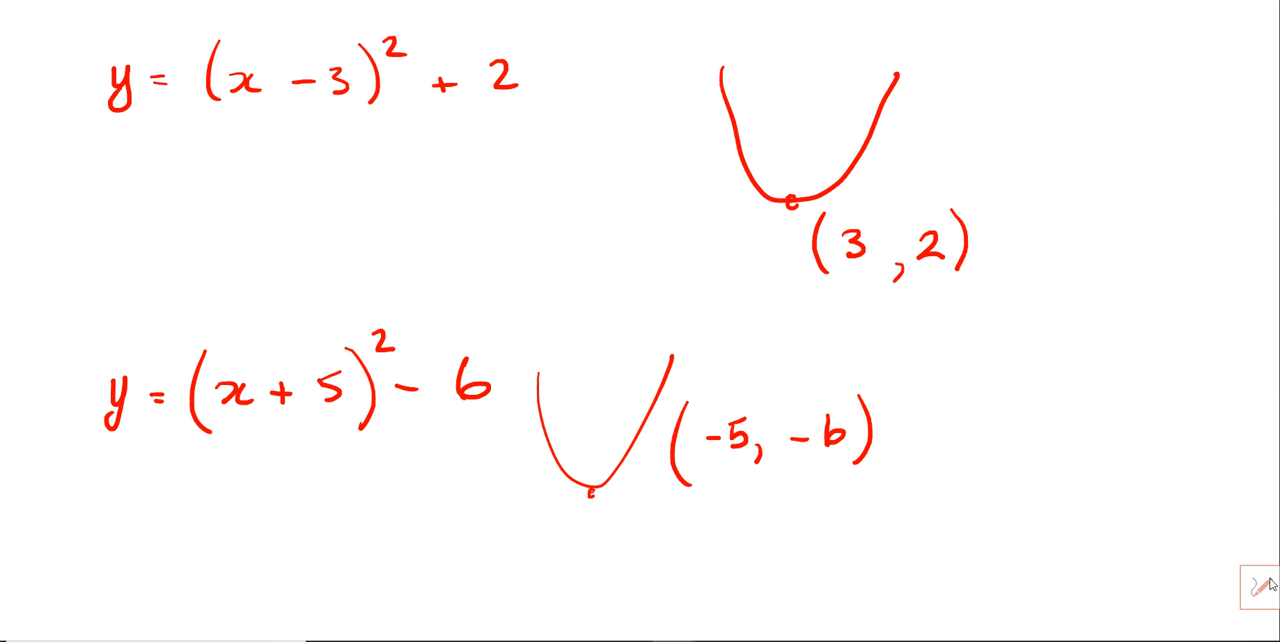 y = (x - 3)² + 2
(3, 2)
y = (x + 5)² - 6
(-5, -6)